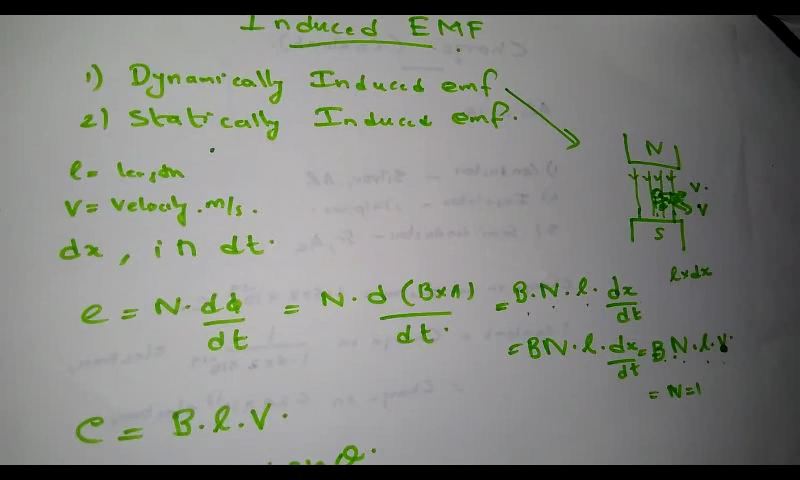 Induced EMF
1) Dynamically Induced emf
2) Statically Induced emf.
l = length
V = Velocity . m/s.
dx , in dt.
N
V.
V
S
l x dx
e = N. dϕ/dt = N. d (B x A)/dt. = B. N. l. dx/dt
= BN. l. dx/dt = B. N. l. V.
= N=1
e = B. l. V.